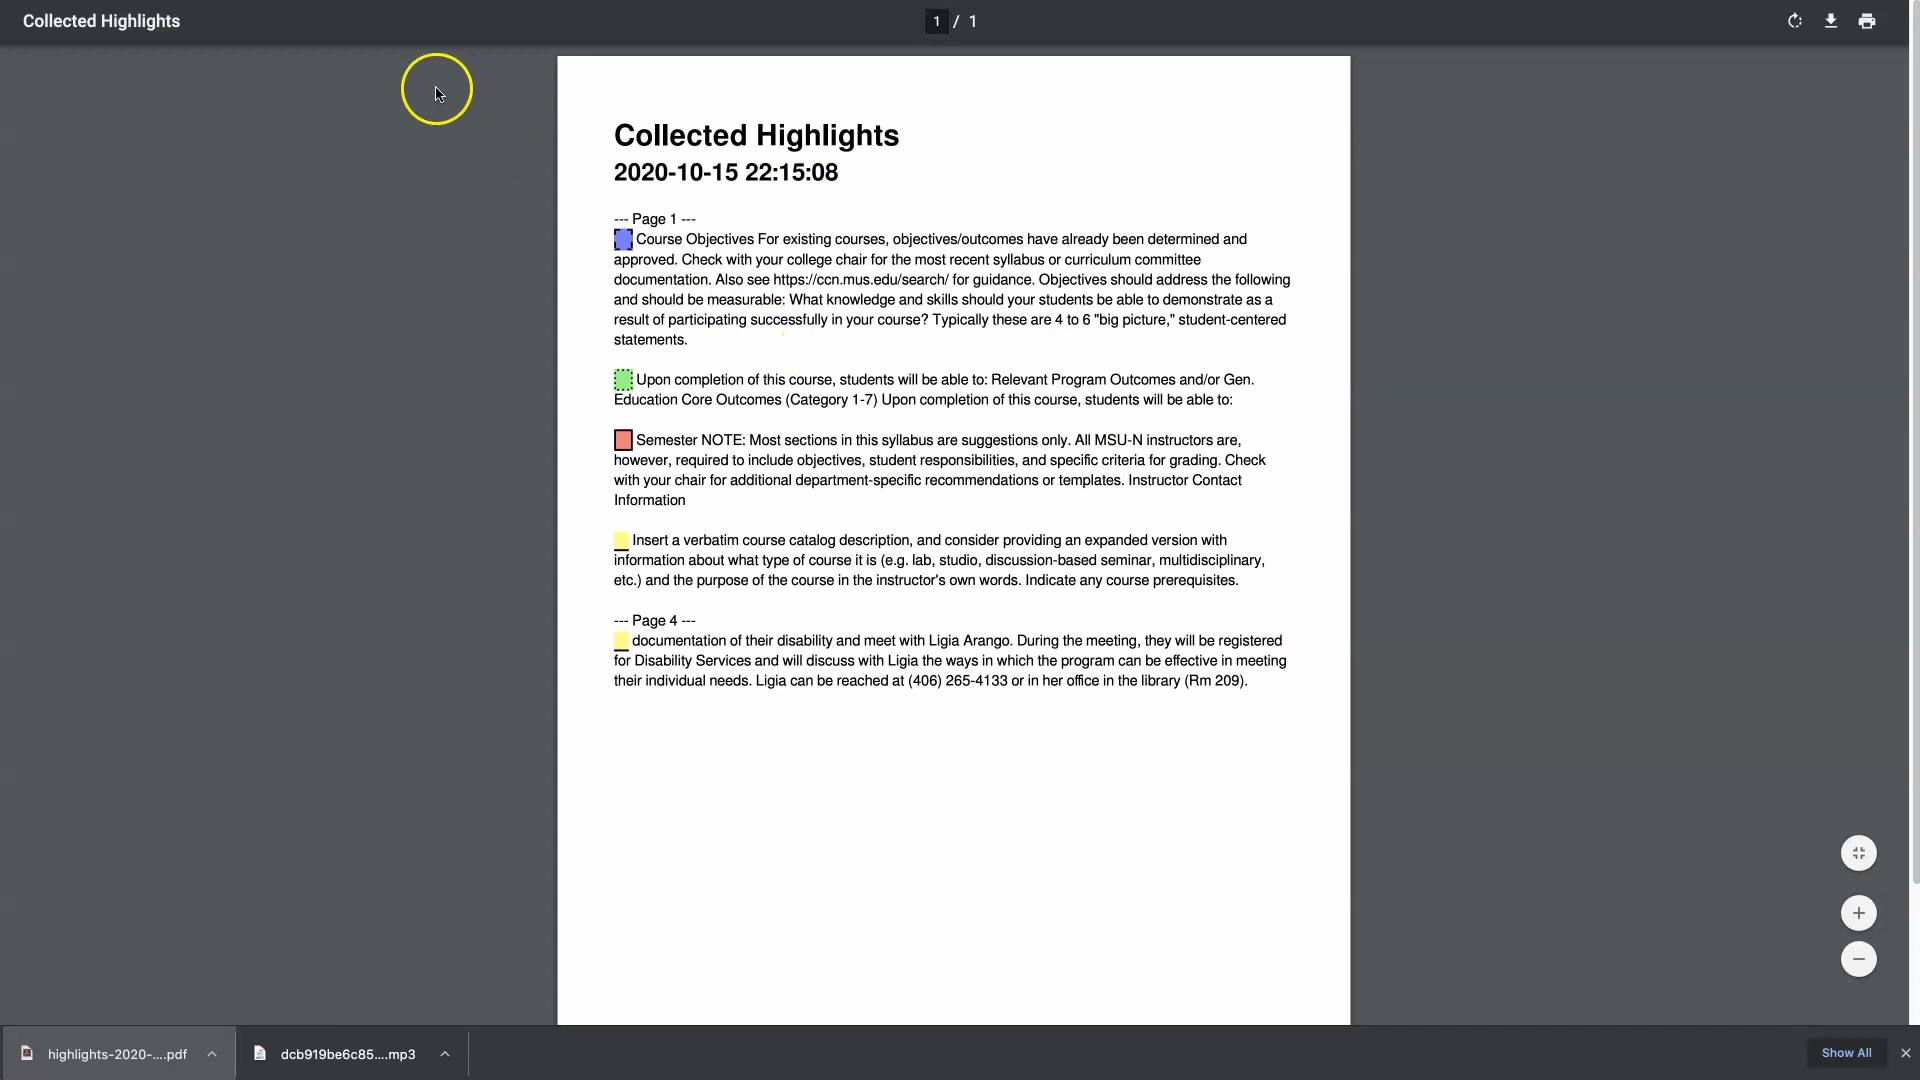 Collected Highlights
1 / 1
Collected Highlights
2020-10-15 22:15:08
--- Page 1 ---
Course Objectives For existing courses, objectives/outcomes have already been determined and
approved. Check with your college chair for the most recent syllabus or curriculum committee
documentation. Also see https://ccn.mus.edu/search/ for guidance. Objectives should address the following
and should be measurable: What knowledge and skills should your students be able to demonstrate as a
result of participating successfully in your course? Typically these are 4 to 6 "big picture," student-centered
statements.
Upon completion of this course, students will be able to: Relevant Program Outcomes and/or Gen.
Education Core Outcomes (Category 1-7) Upon completion of this course, students will be able to:
Semester NOTE: Most sections in this syllabus are suggestions only. All MSU-N instructors are,
however, required to include objectives, student responsibilities, and specific criteria for grading. Check
with your chair for additional department-specific recommendations or templates. Instructor Contact
Information
Insert a verbatim course catalog description, and consider providing an expanded version with
information about what type of course it is (e.g. lab, studio, discussion-based seminar, multidisciplinary,
etc.) and the purpose of the course in the instructor's own words. Indicate any course prerequisites.
--- Page 4 ---
documentation of their disability and meet with Ligia Arango. During the meeting, they will be registered
for Disability Services and will discuss with Ligia the ways in which the program can be effective in meeting
their individual needs. Ligia can be reached at (406) 265-4133 or in her office in the library (Rm 209).
highlights-2020-....pdf
dcb919be6c85....mp3
Show All